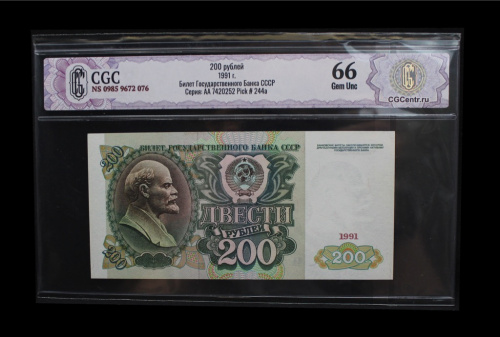 CGC
NS 0985 9672 076
200 рублей
1991 г.
Билет Государственного Банка СССР
Серия: АА 7420252 Pick # 244a
66
Gem Unc
CGCentr.ru
БИЛЕТ ГОСУДАРСТВЕННОГО БАНКА СССР
200
ДВЕСТИ
РУБЛЕЙ
200
200
1991
200